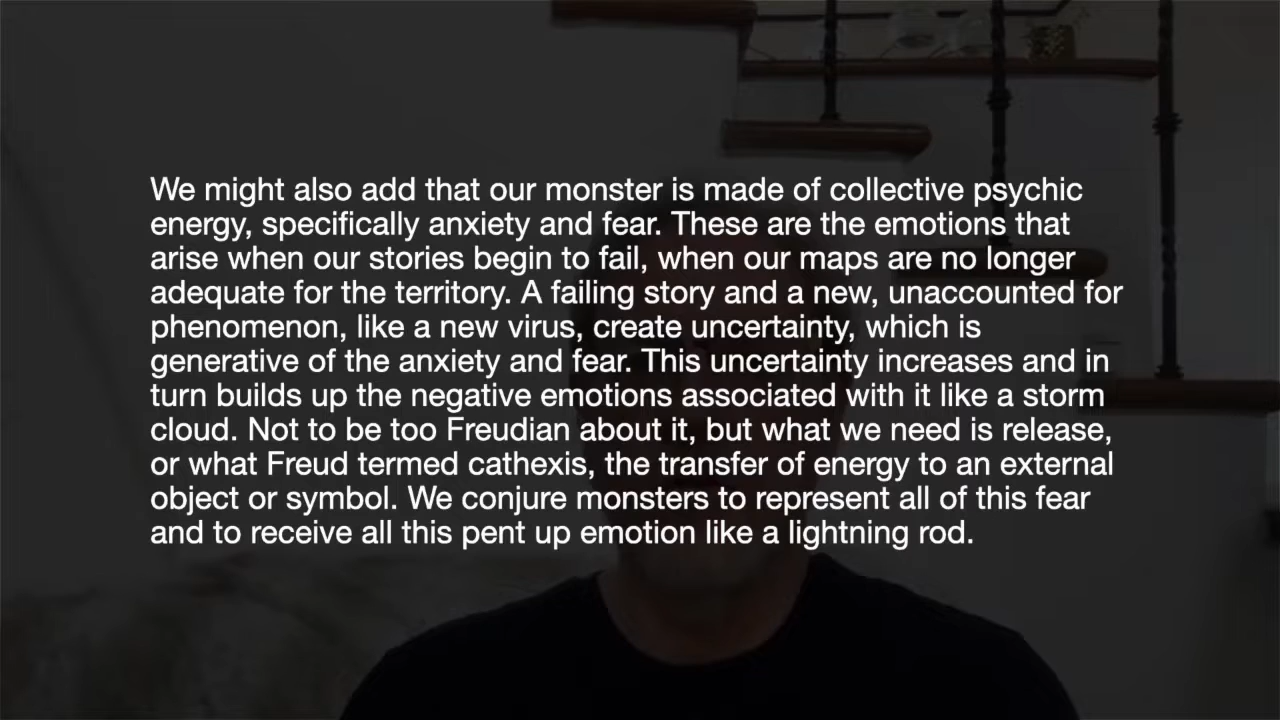 We might also add that our monster is made of collective psychic
energy, specifically anxiety and fear. These are the emotions that
arise when our stories begin to fail, when our maps are no longer
adequate for the territory. A failing story and a new, unaccounted for
phenomenon, like a new virus, create uncertainty, which is
generative of the anxiety and fear. This uncertainty increases and in
turn builds up the negative emotions associated with it like a storm
cloud. Not to be too Freudian about it, but what we need is release,
or what Freud termed cathexis, the transfer of energy to an external
object or symbol. We conjure monsters to represent all of this fear
and to receive all this pent up emotion like a lightning rod.